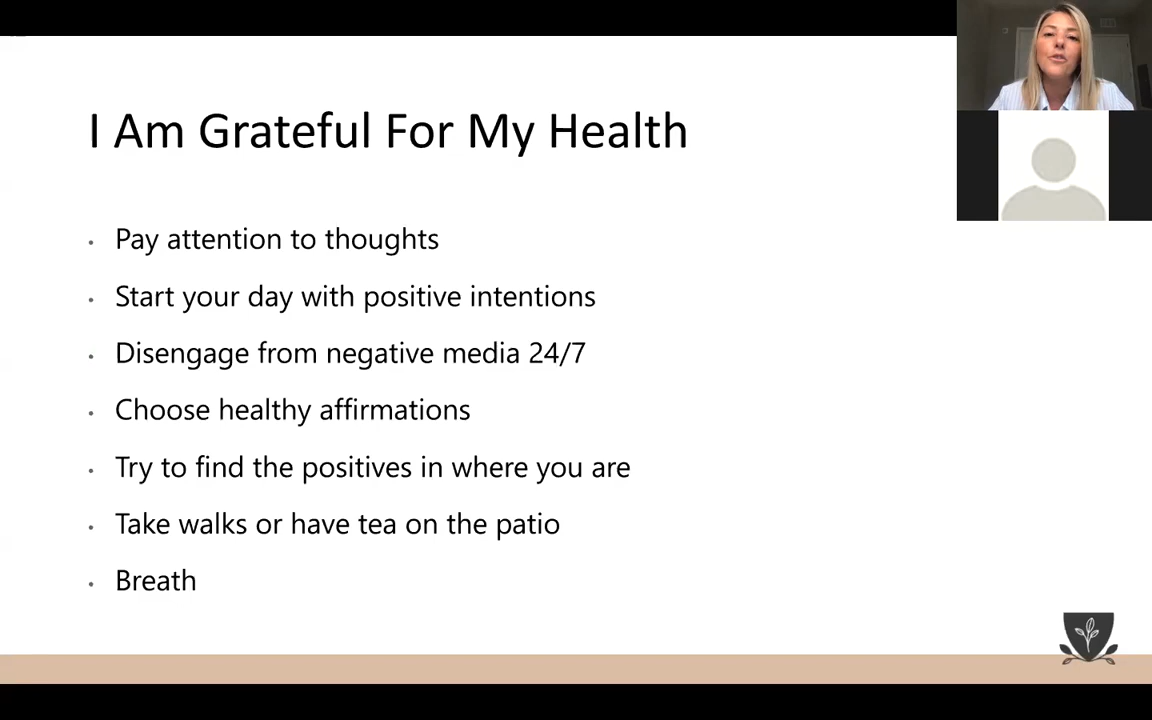 I Am Grateful For My Health
• Pay attention to thoughts
• Start your day with positive intentions
• Disengage from negative media 24/7
• Choose healthy affirmations
• Try to find the positives in where you are
• Take walks or have tea on the patio
• Breath